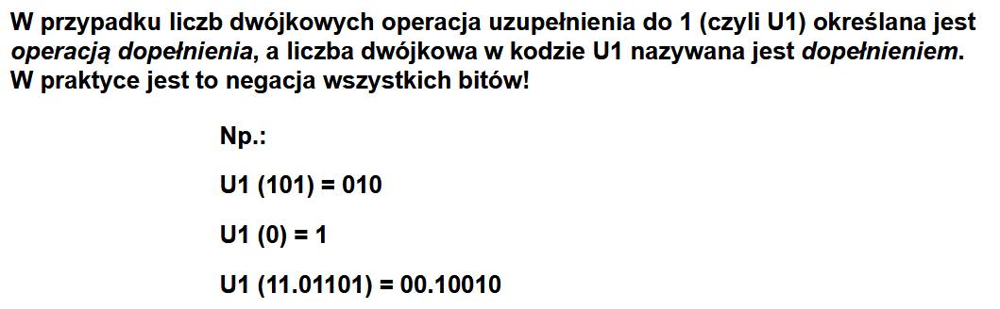 W przypadku liczb dwójkowych operacja uzupełnienia do 1 (czyli U1) określana jest
operacją dopełnienia, a liczba dwójkowa w kodzie U1 nazywana jest dopełnieniem.
W praktyce jest to negacja wszystkich bitów!
Np.:
U1 (101) = 010
U1 (0) = 1
U1 (11.01101) = 00.10010